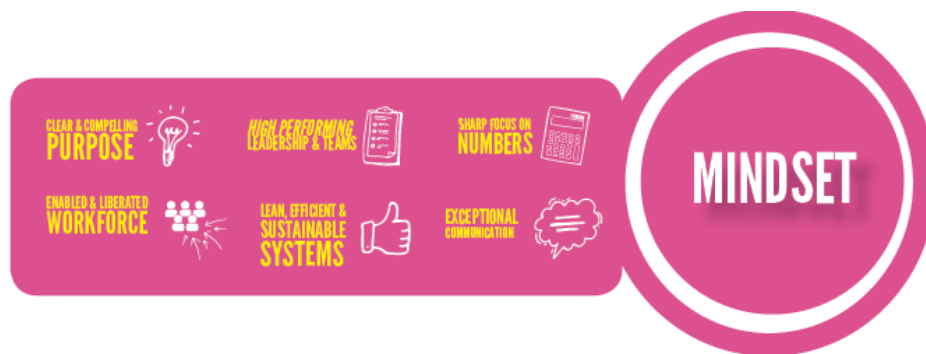 CLEAR & COMPELLING
PURPOSE
HIGH PERFORMING
LEADERSHIP & TEAMS
SHARP FOCUS ON
NUMBERS
ENABLED & LIBERATED
WORKFORCE
LEAN, EFFICIENT &
SUSTAINABLE
SYSTEMS
EXCEPTIONAL
COMMUNICATION
MINDSET